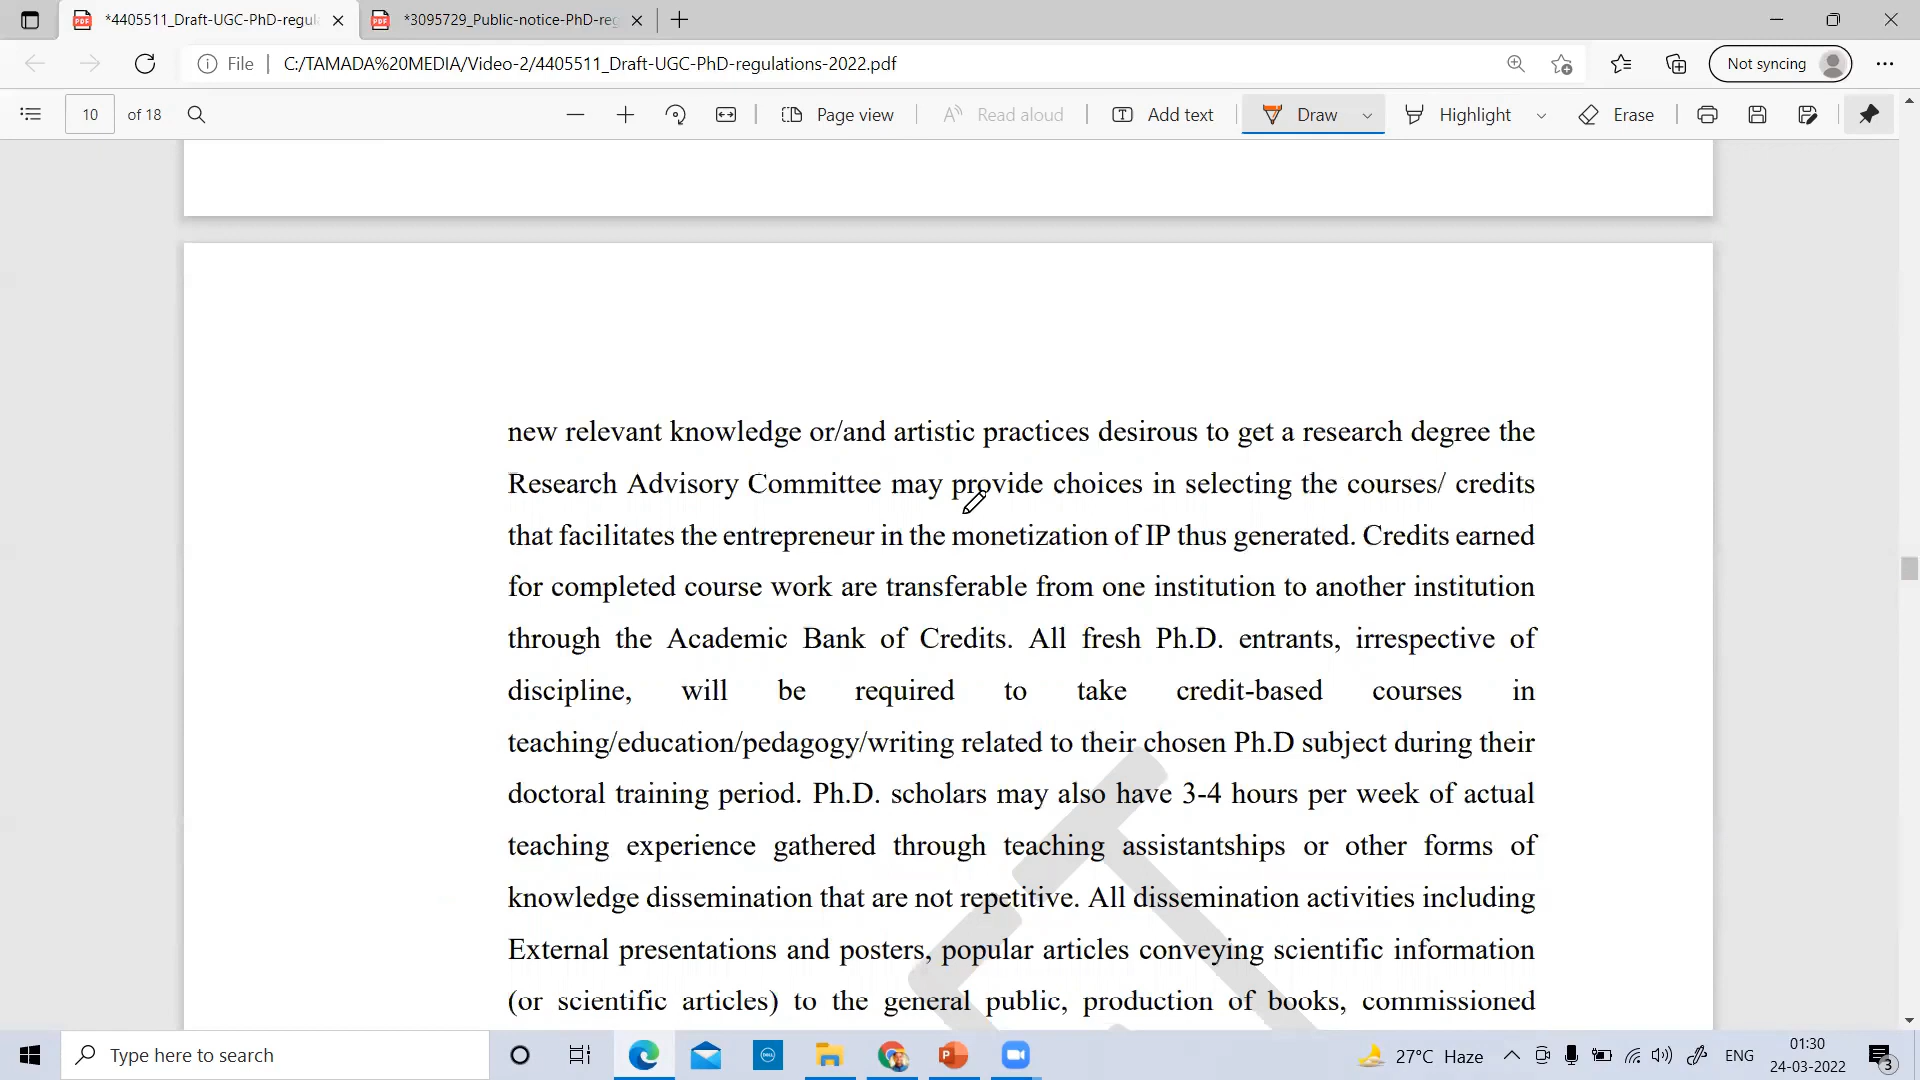 *4405511_Draft-UGC-PhD-regul
*3095729_Public-notice-PhD-reg
File
C:/TAMADA%20MEDIA/Video-2/4405511_Draft-UGC-PhD-regulations-2022.pdf
Not syncing
10 of 18
Page view
Read aloud
Add text
Draw
Highlight
Erase
new relevant knowledge or/and artistic practices desirous to get a research degree the
Research Advisory Committee may provide choices in selecting the courses/ credits
that facilitates the entrepreneur in the monetization of IP thus generated. Credits earned
for completed course work are transferable from one institution to another institution
through the Academic Bank of Credits. All fresh Ph.D. entrants, irrespective of
discipline, will be required to take credit-based courses in
teaching/education/pedagogy/writing related to their chosen Ph.D subject during their
doctoral training period. Ph.D. scholars may also have 3-4 hours per week of actual
teaching experience gathered through teaching assistantships or other forms of
knowledge dissemination that are not repetitive. All dissemination activities including
External presentations and posters, popular articles conveying scientific information
(or scientific articles) to the general public, production of books, commissioned
Type here to search
27°C Haze
ENG
01:30
24-03-2022
3